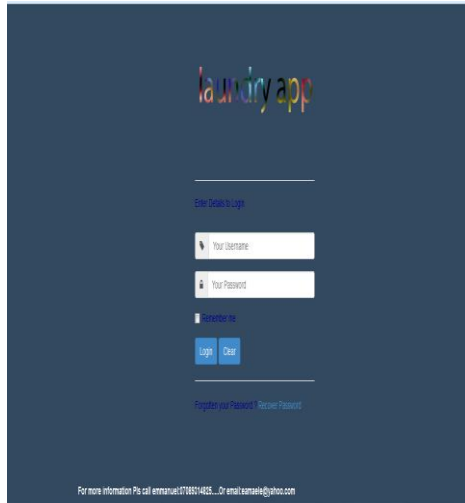 laundry app
Enter Details to Login
Your Username
Your Password
Remember me
Login Clear
Forgotten your Password ? Recover Password
For more information Pls call emmanuel:07086014825.....Or email:eamaele@yahoo.com